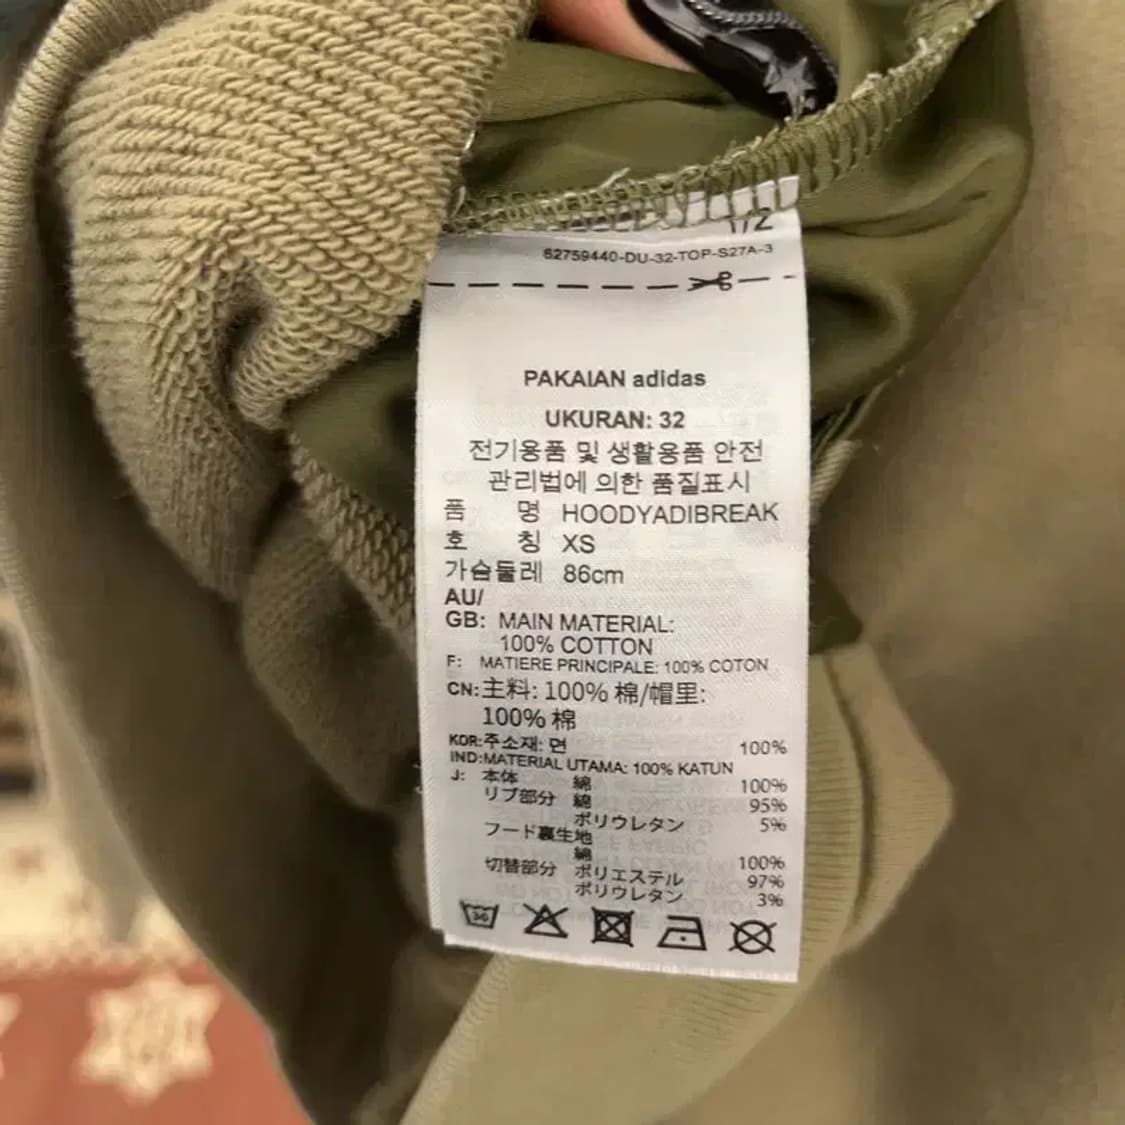 1/2
62759440-DU-32-TOP-S27A-3
PAKAIAN adidas
UKURAN: 32
전기용품 및 생활용품 안전
관리법에 의한 품질표시
품 명 HOODYADIBREAK
호 칭 XS
가슴둘레 86cm
AU/
GB: MAIN MATERIAL:
100% COTTON
F: MATIERE PRINCIPALE: 100% COTON
CN:主料: 100% 棉/帽里:
100% 棉
KOR:주소재: 면 100%
IND:MATERIAL UTAMA: 100% KATUN
J: 本体 綿 100%
リブ部分 綿 95%
ポリウレタン 5%
フード裏生地
綿 100%
切替部分 ポリエステル 97%
ポリウレタン 3%
30